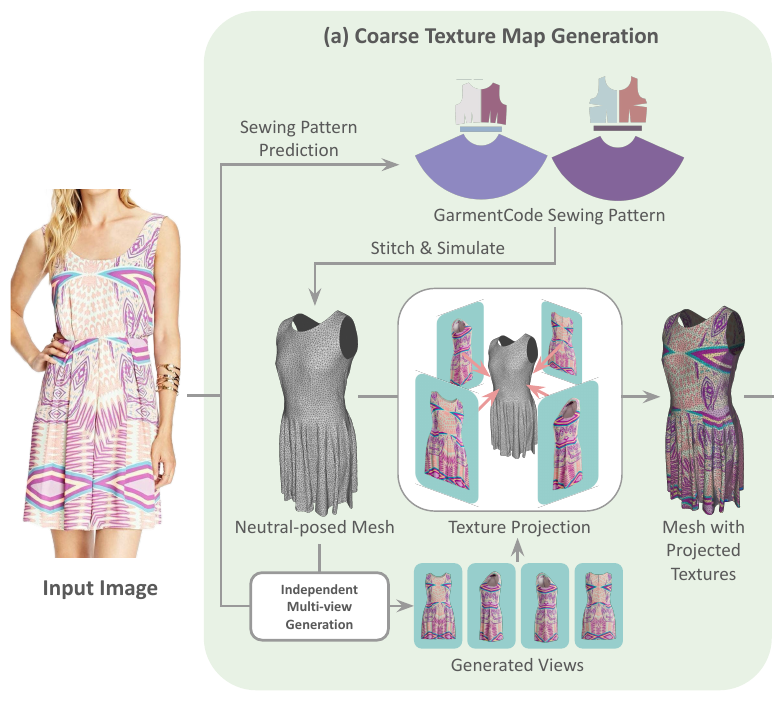 (a) Coarse Texture Map Generation
Sewing Pattern
Prediction
GarmentCode Sewing Pattern
Stitch & Simulate
Neutral-posed Mesh
Texture Projection
Mesh with
Projected
Textures
Input Image
Independent
Multi-view
Generation
Generated Views